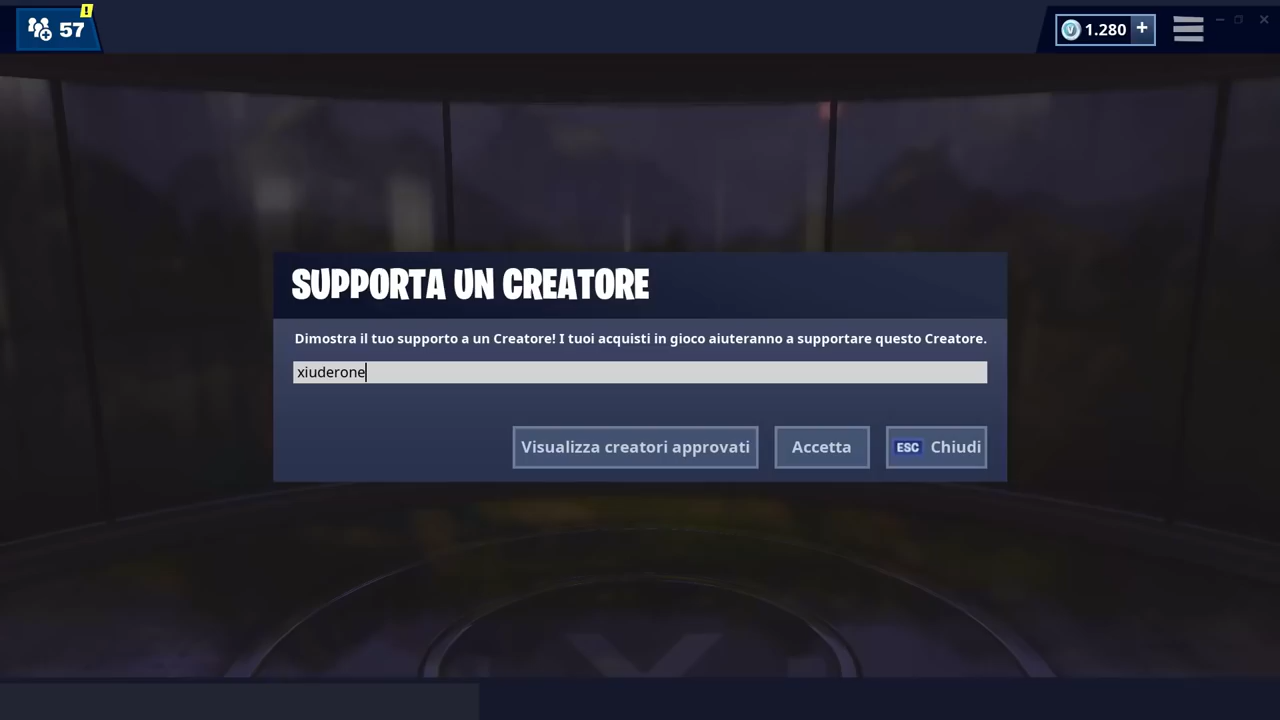 57
!
1.280 +
SUPPORTA UN CREATORE
Dimostra il tuo supporto a un Creatore! I tuoi acquisti in gioco aiuteranno a supportare questo Creatore.
xiuderone
Visualizza creatori approvati
Accetta
ESC Chiudi